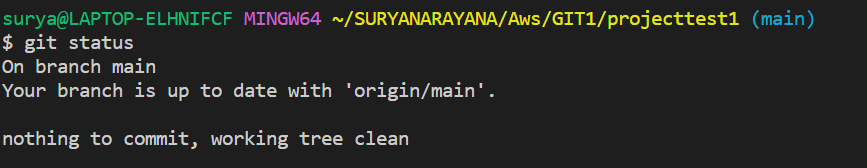 surya@LAPTOP-ELHNIFCF MINGW64 ~/SURYANARAYANA/Aws/GIT1/projecttest1 (main)
$ git status
On branch main
Your branch is up to date with 'origin/main'.
nothing to commit, working tree clean